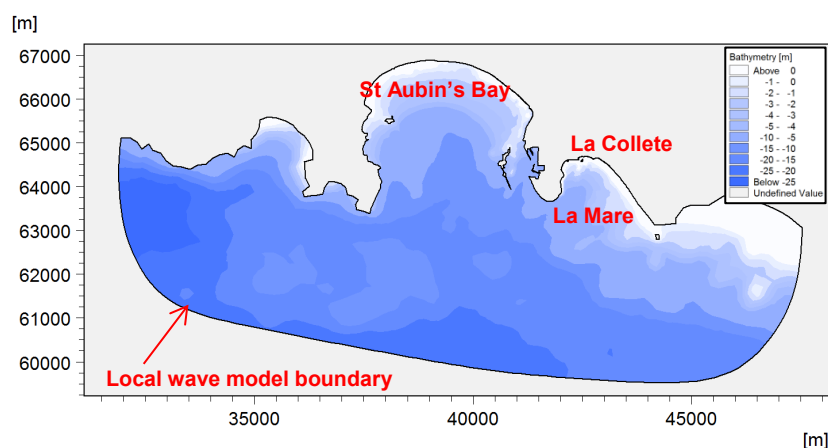 [m]
67000
66000
65000
64000
63000
62000
61000
60000
St Aubin's Bay
La Collete
La Mare
Local wave model boundary
Bathymetry [m]
Above 0
-1 - 0
-2 - -1
-3 - -2
-4 - -3
-5 - -4
-10 - -5
-15 - -10
-20 - -15
-25 - -20
Below -25
Undefined Value
35000 40000 45000
[m]